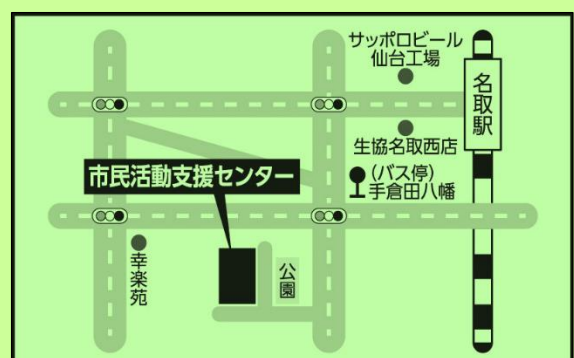 サッポロビール
仙台工場
名取駅
生協名取西店
(バス停)
手倉田八幡
市民活動支援センター
幸楽苑
公園